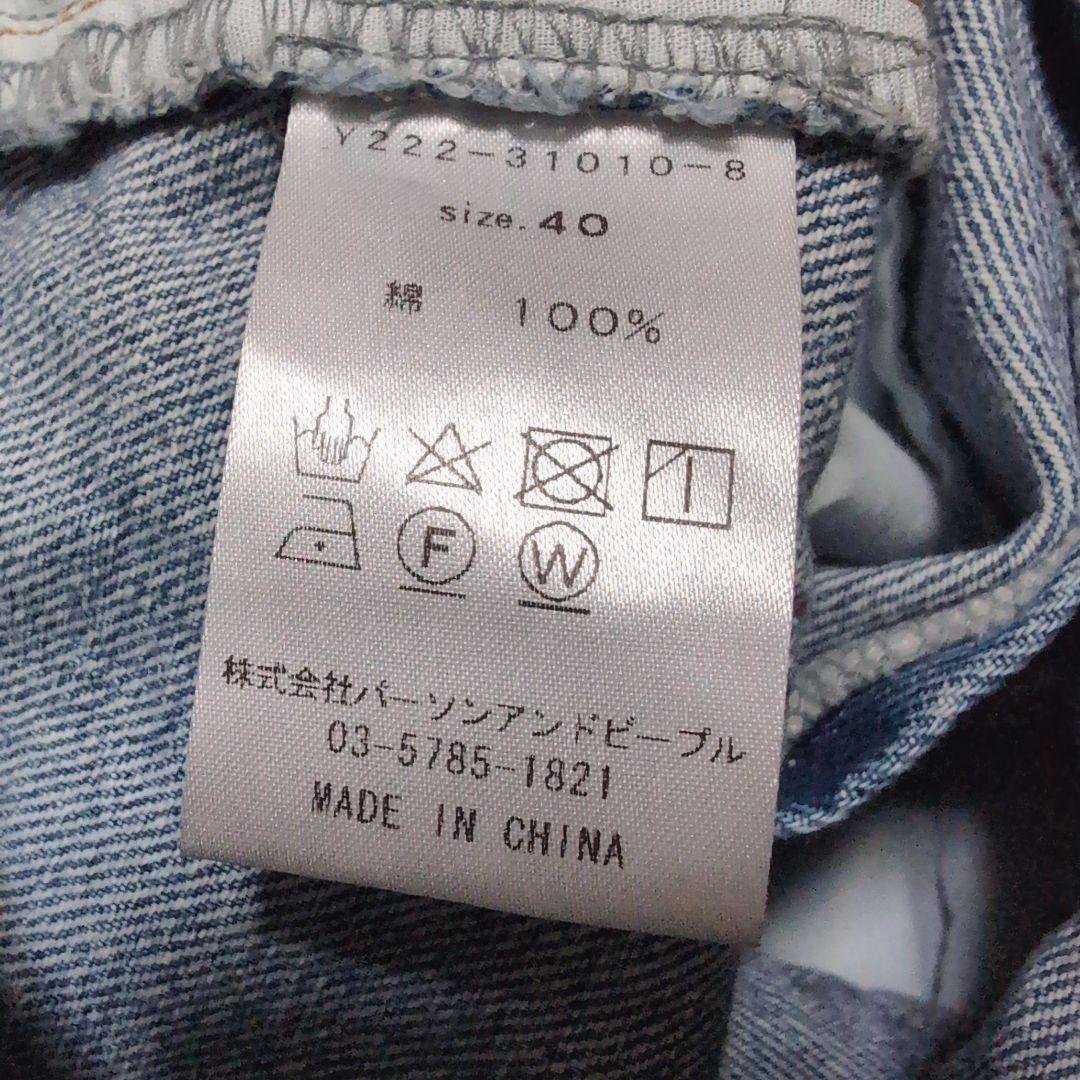 Y222-31010-8
size.40
綿 100%
F W
株式会社パーソンアンドピープル
03-5785-1821
MADE IN CHINA